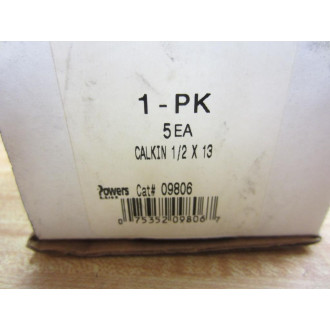 1-PK
5EA
CALKIN 1/2 X 13
Powers Cat# 09806
0 75352 09806 7